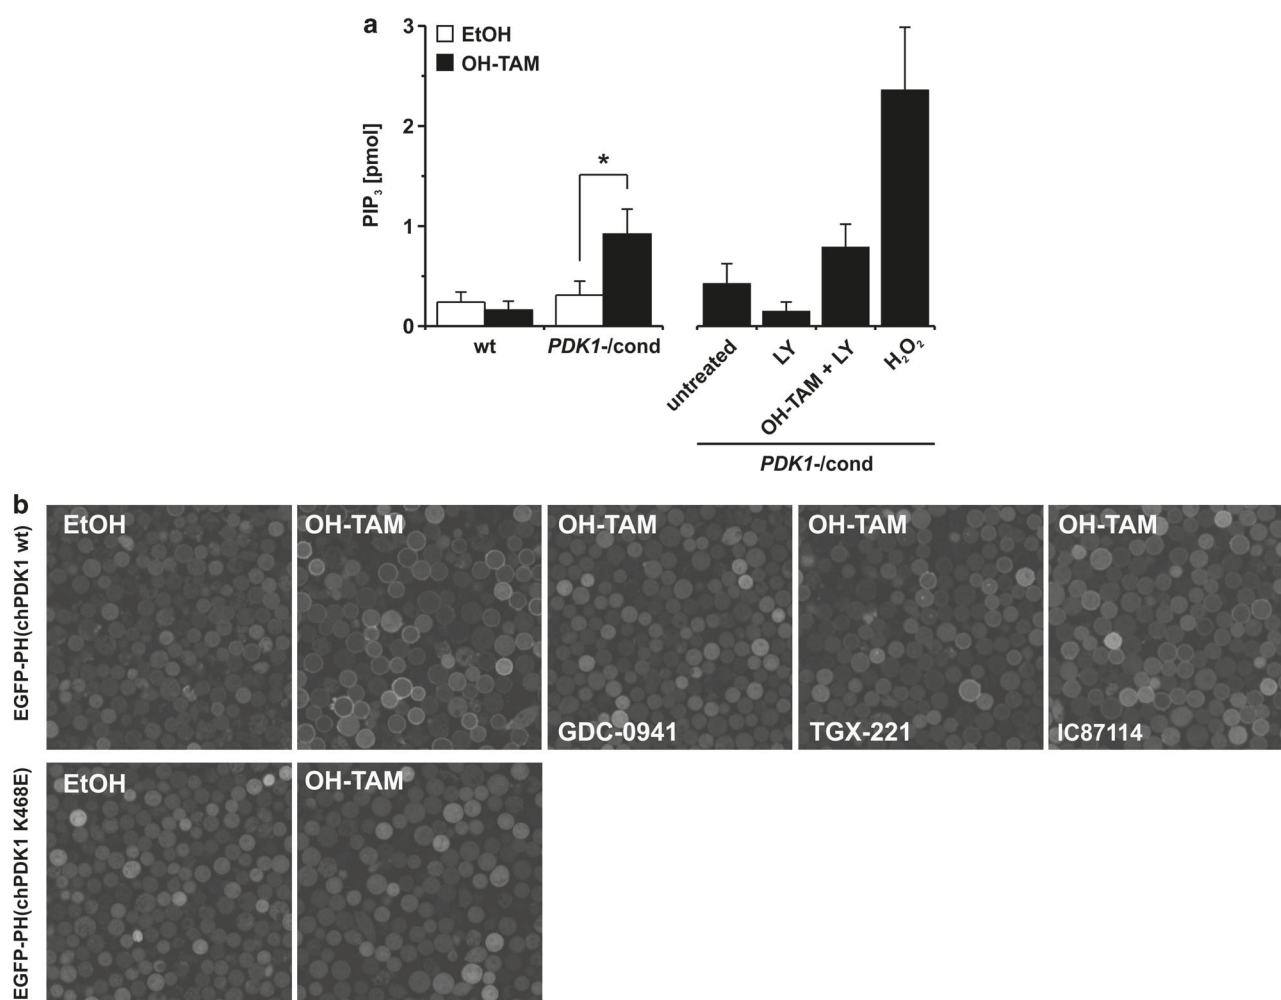 a
3
EtOH
OH-TAM
2
PIP₃ [pmol]
*
1
0
wt
PDK1-/cond
untreated
LY
OH-TAM + LY
H₂O₂
PDK1-/cond
b
EGFP-PH(chPDK1 wt)
EtOH
OH-TAM
OH-TAM
GDC-0941
OH-TAM
TGX-221
OH-TAM
IC87114
EGFP-PH(chPDK1 K468E)
EtOH
OH-TAM